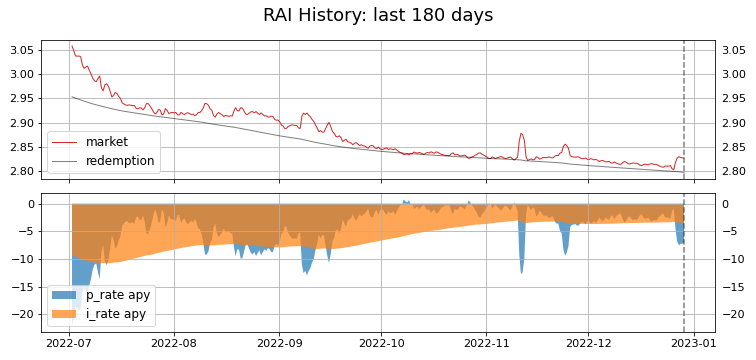 RAI History: last 180 days
3.05 3.05
3.00 3.00
2.95 2.95
2.90 2.90
2.85 2.85
2.80 2.80
market
redemption
0 0
−5 −5
−10 −10
−15 −15
−20 −20
p_rate apy
i_rate apy
2022-07 2022-08 2022-09 2022-10 2022-11 2022-12 2023-01